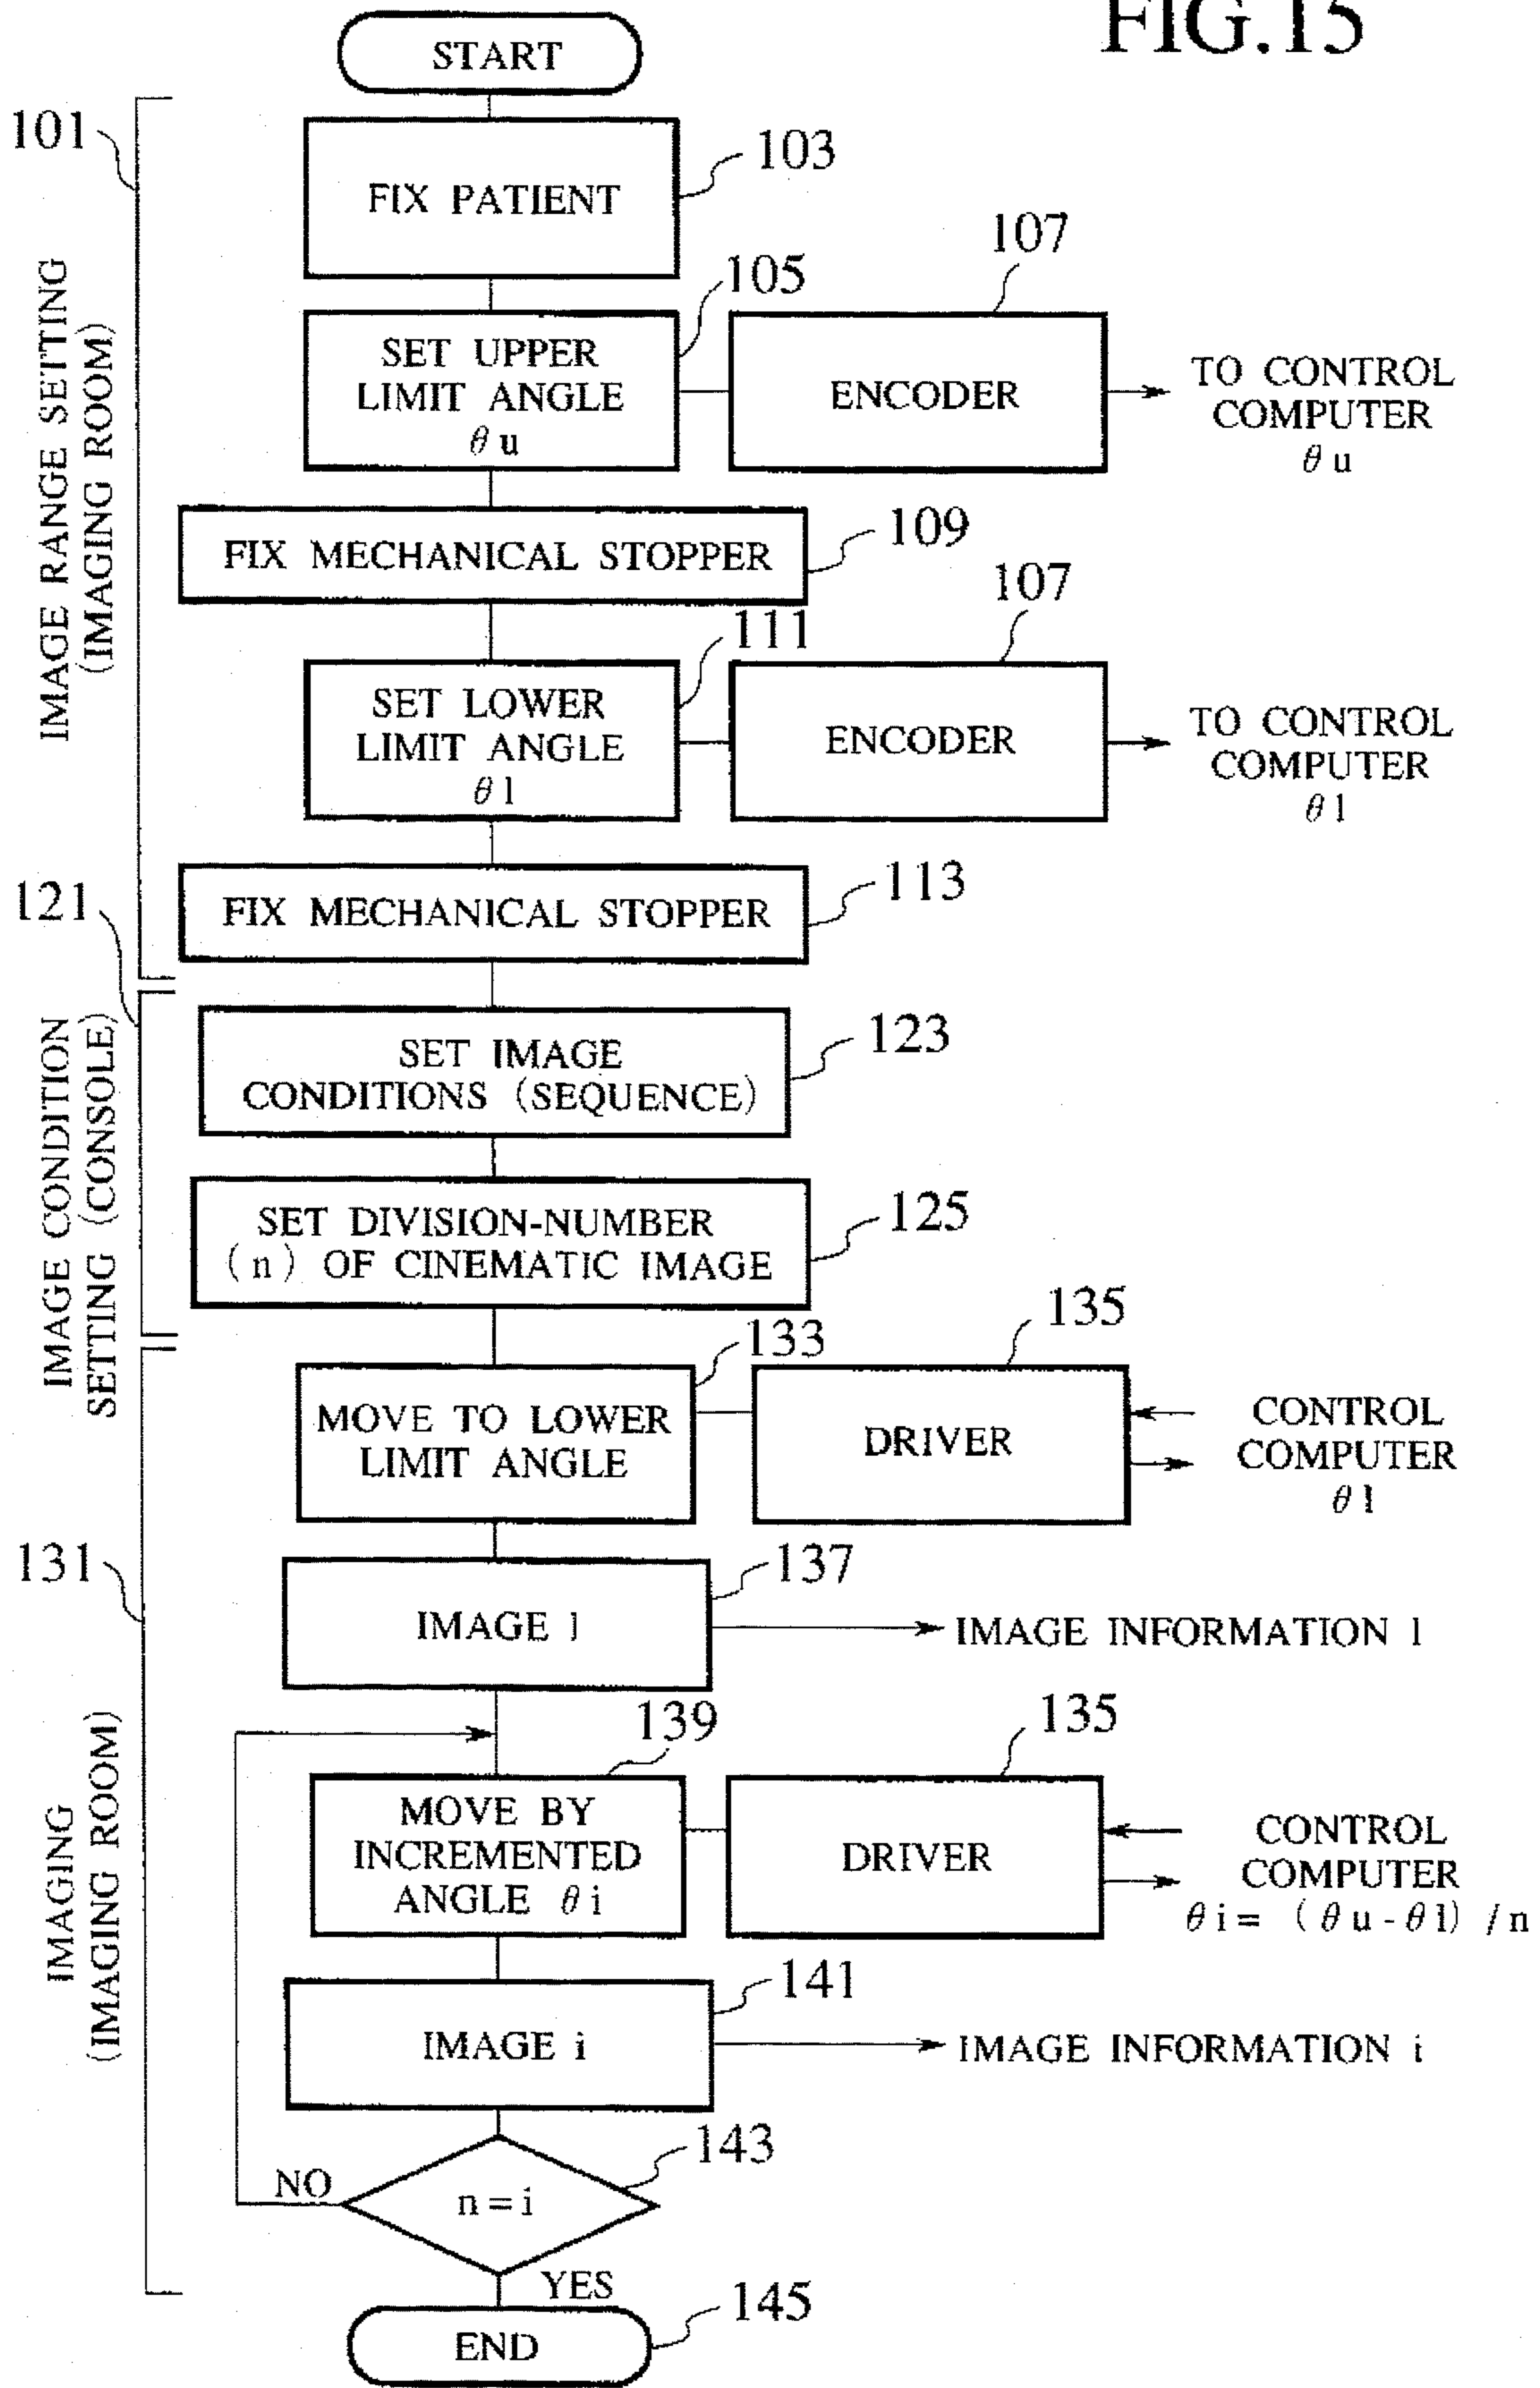 FIG.15
START
101
103
FIX PATIENT
IMAGE RANGE SETTING
(IMAGING ROOM)
105
107
SET UPPER
LIMIT ANGLE
θu
ENCODER
TO CONTROL
COMPUTER
θu
109
FIX MECHANICAL STOPPER
111
107
SET LOWER
LIMIT ANGLE
θl
ENCODER
TO CONTROL
COMPUTER
θl
113
FIX MECHANICAL STOPPER
121
IMAGE CONDITION
SETTING (CONSOLE)
123
SET IMAGE
CONDITIONS (SEQUENCE)
125
SET DIVISION-NUMBER
(n) OF CINEMATIC IMAGE
133
135
MOVE TO LOWER
LIMIT ANGLE
DRIVER
CONTROL
COMPUTER
θl
131
IMAGING
(IMAGING ROOM)
137
IMAGE l
IMAGE INFORMATION l
139
135
MOVE BY
INCREMENTED
ANGLE θi
DRIVER
CONTROL
COMPUTER
θi= (θu-θl) /n
141
IMAGE i
IMAGE INFORMATION i
143
n=i
NO
YES
145
END